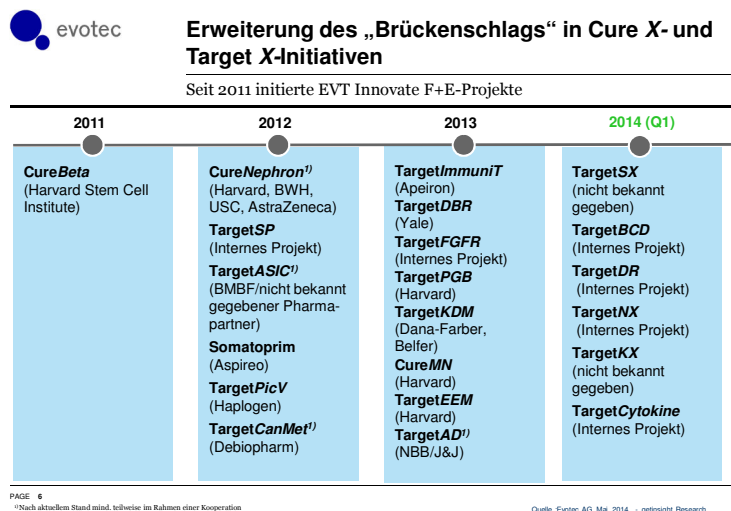 evotec
Erweiterung des „Brückenschlags“ in Cure X- und
Target X-Initiativen
Seit 2011 initiierte EVT Innovate F+E-Projekte
2011
CureBeta
(Harvard Stem Cell
Institute)
2012
CureNephron1)
(Harvard, BWH,
USC, AstraZeneca)
TargetSP
(Internes Projekt)
TargetASIC1)
(BMBF/nicht bekannt
gegebener Pharma-
partner)
Somatoprim
(Aspireo)
TargetPicV
(Haplogen)
TargetCanMet1)
(Debiopharm)
2013
TargetImmuniT
(Apeiron)
TargetDBR
(Yale)
TargetFGFR
(Internes Projekt)
TargetPGB
(Harvard)
TargetKDM
(Dana-Farber,
Belfer)
CureMN
(Harvard)
TargetEEM
(Harvard)
TargetAD1)
(NBB/J&J)
2014 (Q1)
TargetSX
(nicht bekannt
gegeben)
TargetBCD
(Internes Projekt)
TargetDR
(Internes Projekt)
TargetNX
(Internes Projekt)
TargetKX
(nicht bekannt
gegeben)
TargetCytokine
(Internes Projekt)
PAGE 6
1)Nach aktuellem Stand mind. teilweise im Rahmen einer Kooperation
Quelle :Evotec AG Mai 2014 - getinsight Research